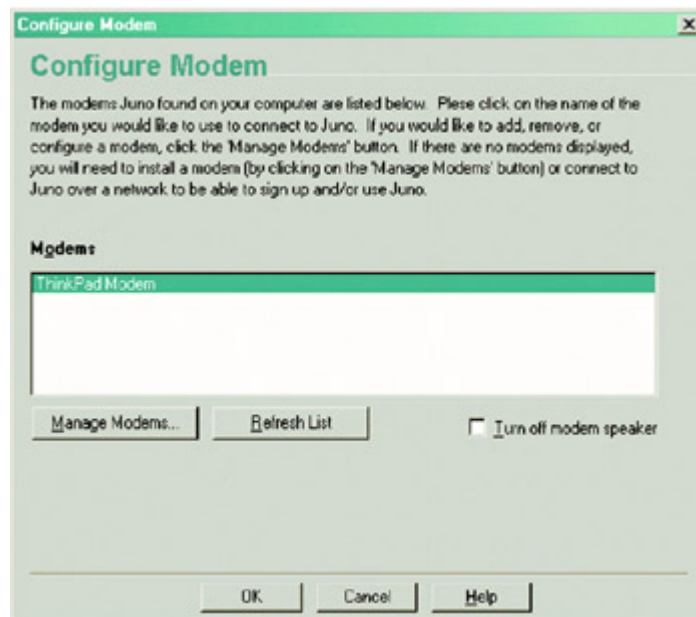 Configure Modem
Configure Modem
The modems Juno found on your computer are listed below. Plese click on the name of the
modem you would like to use to connect to Juno. If you would like to add, remove, or
configure a modem, click the 'Manage Modems' button. If there are no modems displayed,
you will need to install a modem (by clicking on the 'Manage Modems' button) or connect to
Juno over a network to be able to sign up and/or use Juno.
Modems
ThinkPad Modem
Manage Modems... Refresh List Turn off modem speaker
OK Cancel Help